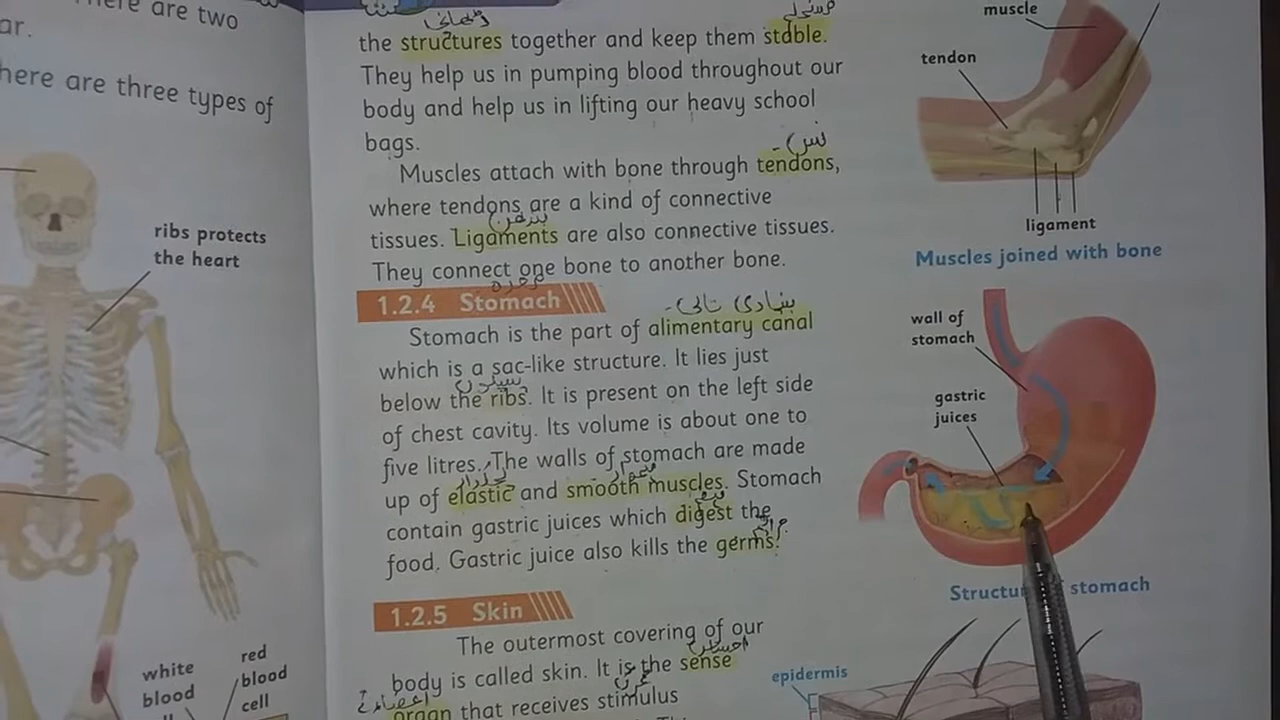 here are two
ar.
here are three types of
ribs protects
the heart
white
blood
red
blood
cell
the structures together and keep them stable.
They help us in pumping blood throughout our
body and help us in lifting our heavy school
bags.
Muscles attach with bone through tendons,
where tendons are a kind of connective
tissues. Ligaments are also connective tissues.
They connect one bone to another bone.
1.2.4 Stomach
بنیادی نالی۔
Stomach is the part of alimentary canal
which is a sac-like structure. It lies just
below the ribs. It is present on the left side
of chest cavity. Its volume is about one to
five litres. The walls of stomach are made
up of elastic and smooth muscles. Stomach
contain gastric juices which digest the
food. Gastric juice also kills the germs.
1.2.5 Skin
The outermost covering of our
body is called skin. It is the sense
organ that receives stimulus
muscle
tendon
ligament
Muscles joined with bone
wall of
stomach
gastric
juices
stomach
epidermis